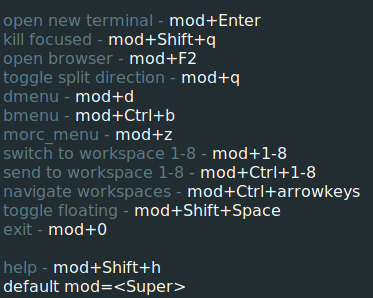 open new terminal - mod+Enter
kill focused - mod+Shift+q
open browser - mod+F2
toggle split direction - mod+q
dmenu - mod+d
bmenu - mod+Ctrl+b
morc_menu - mod+z
switch to workspace 1-8 - mod+1-8
send to workspace 1-8 - mod+Ctrl+1-8
navigate workspaces - mod+Ctrl+arrowkeys
toggle floating - mod+Shift+Space
exit - mod+0
help - mod+Shift+h
default mod=<Super>